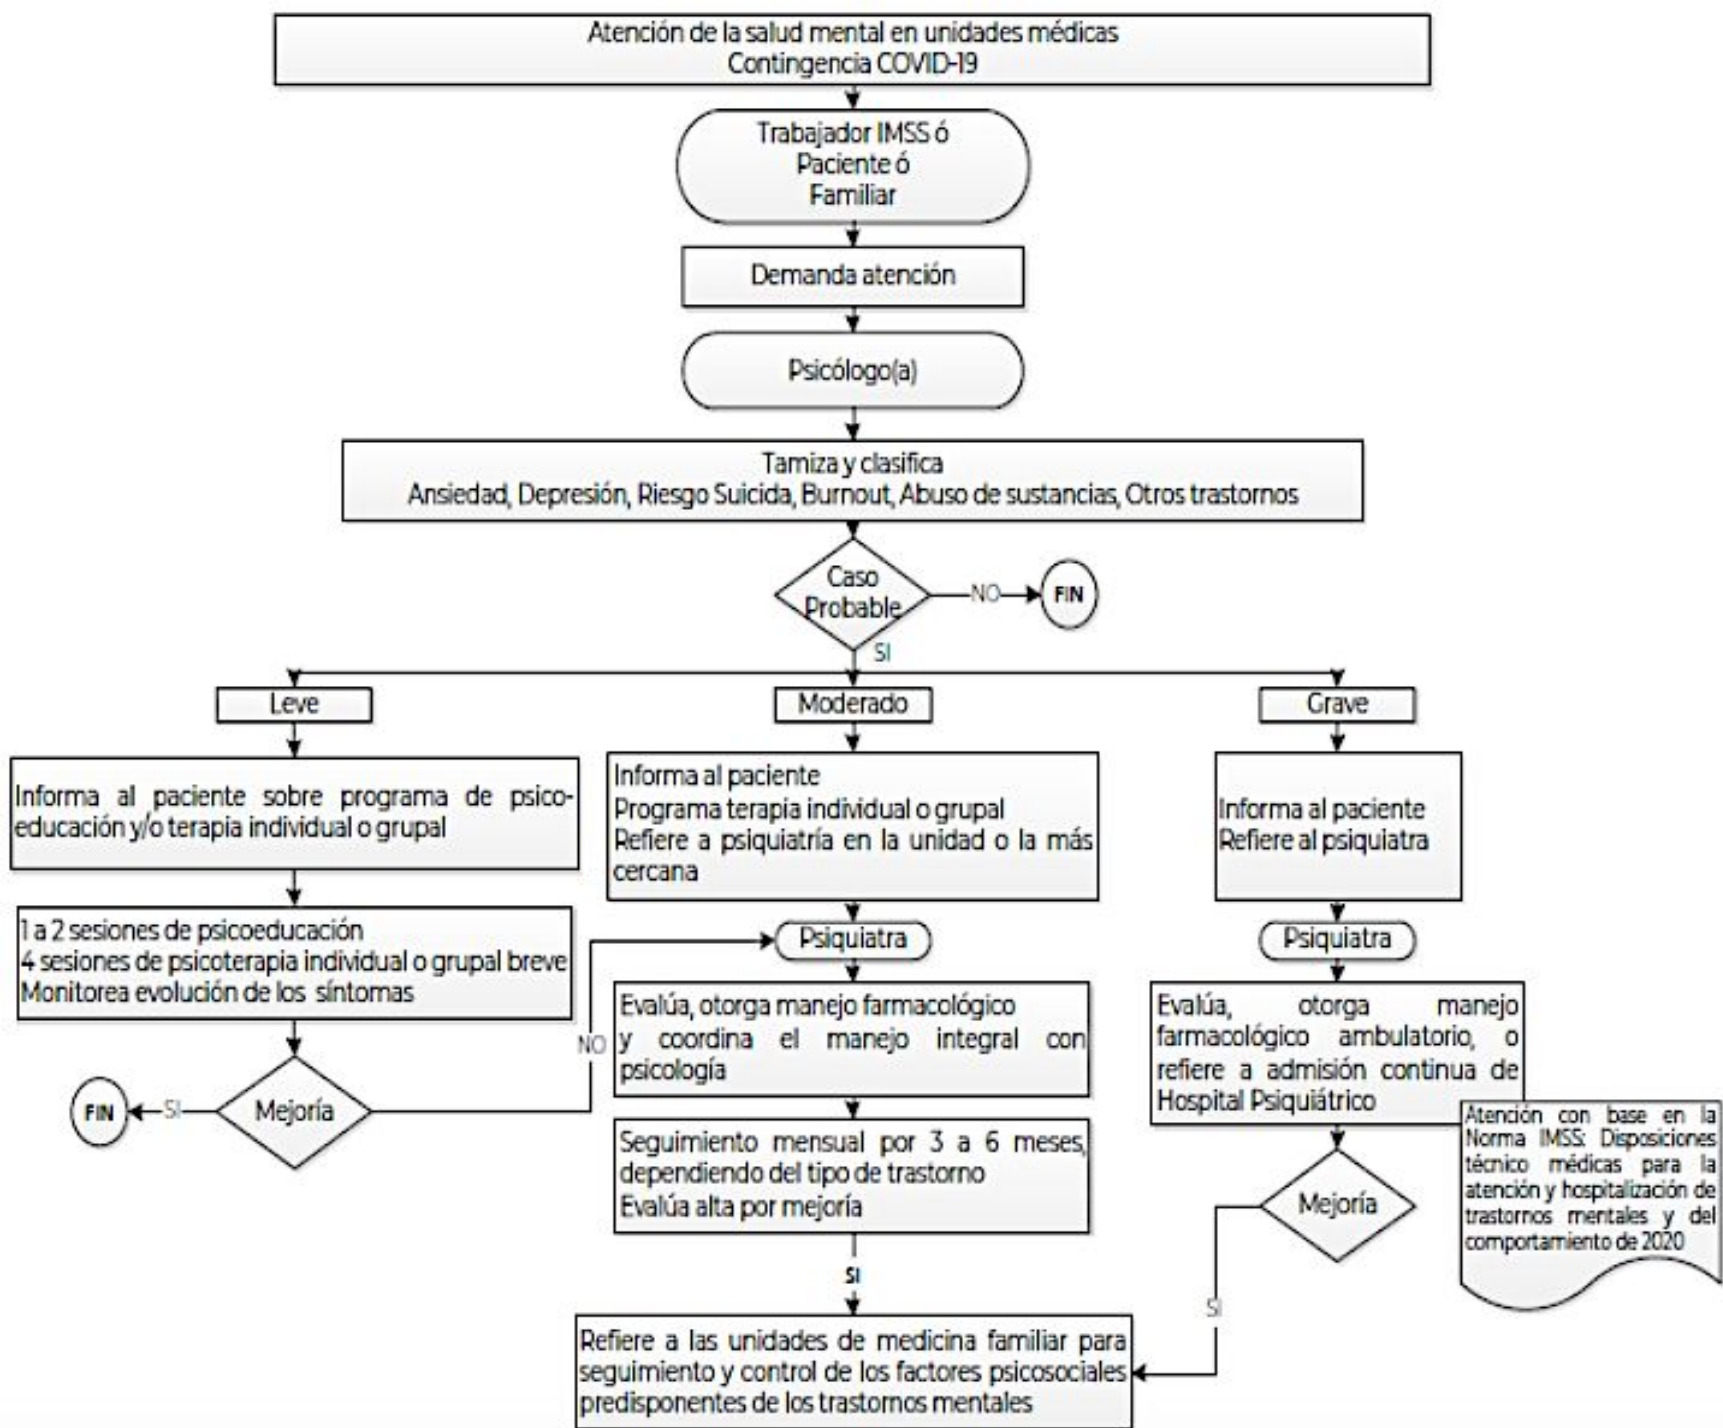 Atención de la salud mental en unidades médicas
Contingencia COVID-19
Trabajador IMSS ó
Paciente ó
Familiar
Demanda atención
Psicólogo(a)
Tamiza y clasifica
Ansiedad, Depresión, Riesgo Suicida, Burnout, Abuso de sustancias, Otros trastornos
Caso
Probable
NO
FIN
SI
Leve
Moderado
Grave
Informa al paciente sobre programa de psico-
educación y/o terapia individual o grupal
Informa al paciente
Programa terapia individual o grupal
Refiere a psiquiatría en la unidad o la más
cercana
Informa al paciente
Refiere al psiquiatra
1 a 2 sesiones de psicoeducación
4 sesiones de psicoterapia individual o grupal breve
Monitorea evolución de los síntomas
Psiquiatra
Psiquiatra
Evalúa, otorga manejo farmacológico
y coordina el manejo integral con
psicología
Evalúa, otorga manejo
farmacológico ambulatorio, o
refiere a admisión continua de
Hospital Psiquiátrico
NO
FIN
SI
Mejoría
Seguimiento mensual por 3 a 6 meses,
dependiendo del tipo de trastorno
Evalúa alta por mejoría
Atención con base en la
Norma IMSS: Disposiciones
técnico médicas para la
atención y hospitalización de
trastornos mentales y del
comportamiento de 2020
Mejoría
SI
SI
Refiere a las unidades de medicina familiar para
seguimiento y control de los factores psicosociales
predisponentes de los trastornos mentales